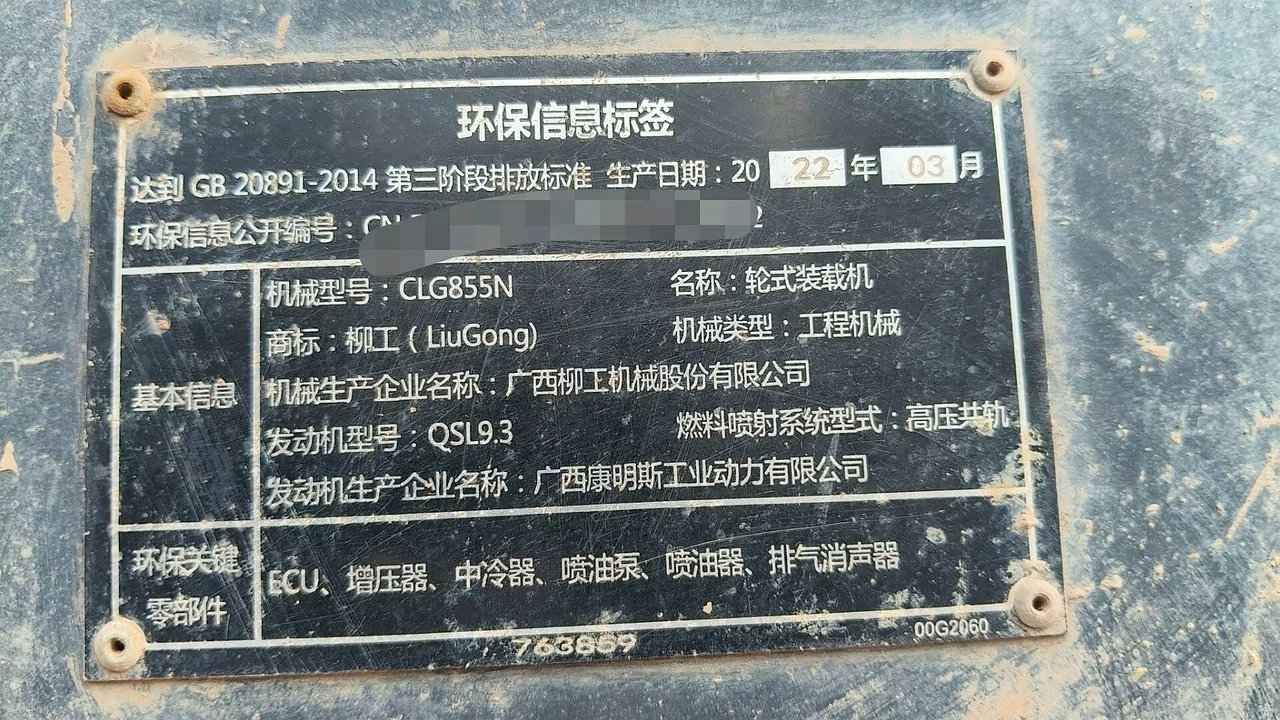 环保信息标签
达到 GB 20891-2014 第三阶段排放标准 生产日期：20 22 年 03 月
环保信息公开编号：CN 2
基本信息
机械型号：CLG855N 名称：轮式装载机
商标：柳工（LiuGong) 机械类型：工程机械
机械生产企业名称：广西柳工机械股份有限公司
发动机型号：QSL9.3 燃料喷射系统型式：高压共轨
发动机生产企业名称：广西康明斯工业动力有限公司
环保关键
零部件
ECU、增压器、中冷器、喷油泵、喷油器、排气消声器
763859
00G2060